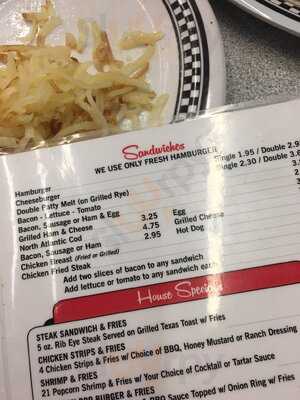 Sandwiches
WE USE ONLY FRESH HAMBURGER
Hamburger Single 1.95 / Double 2.9
Cheeseburger Single 2.30 / Double 3.
Double Patty Melt (on Grilled Rye)
Bacon - Lettuce - Tomato
Bacon, Sausage or Ham & Egg 3.25 Egg
Grilled Ham & Cheese 4.75 Grilled Cheese
North Atlantic Cod 2.95 Hot Dog
Bacon, Sausage or Ham
Chicken Breast (Fried or Grilled)
Chicken Fried Steak
Add two slices of bacon to any sandwich
Add lettuce or tomato to any sandwich each
House Specials
STEAK SANDWICH & FRIES
5 oz. Rib Eye Steak Served on Grilled Texas Toast w/ Fries
CHICKEN STRIPS & FRIES
4 Chicken Strips & Fries w/ Choice of BBQ, Honey Mustard or Ranch Dressing
SHRIMP & FRIES
21 Popcorn Shrimp & Fries w/ Your Choice of Cocktail or Tartar Sauce
BURGER & FRIES
Sauce Topped w/ Onion Ring w/ Fries